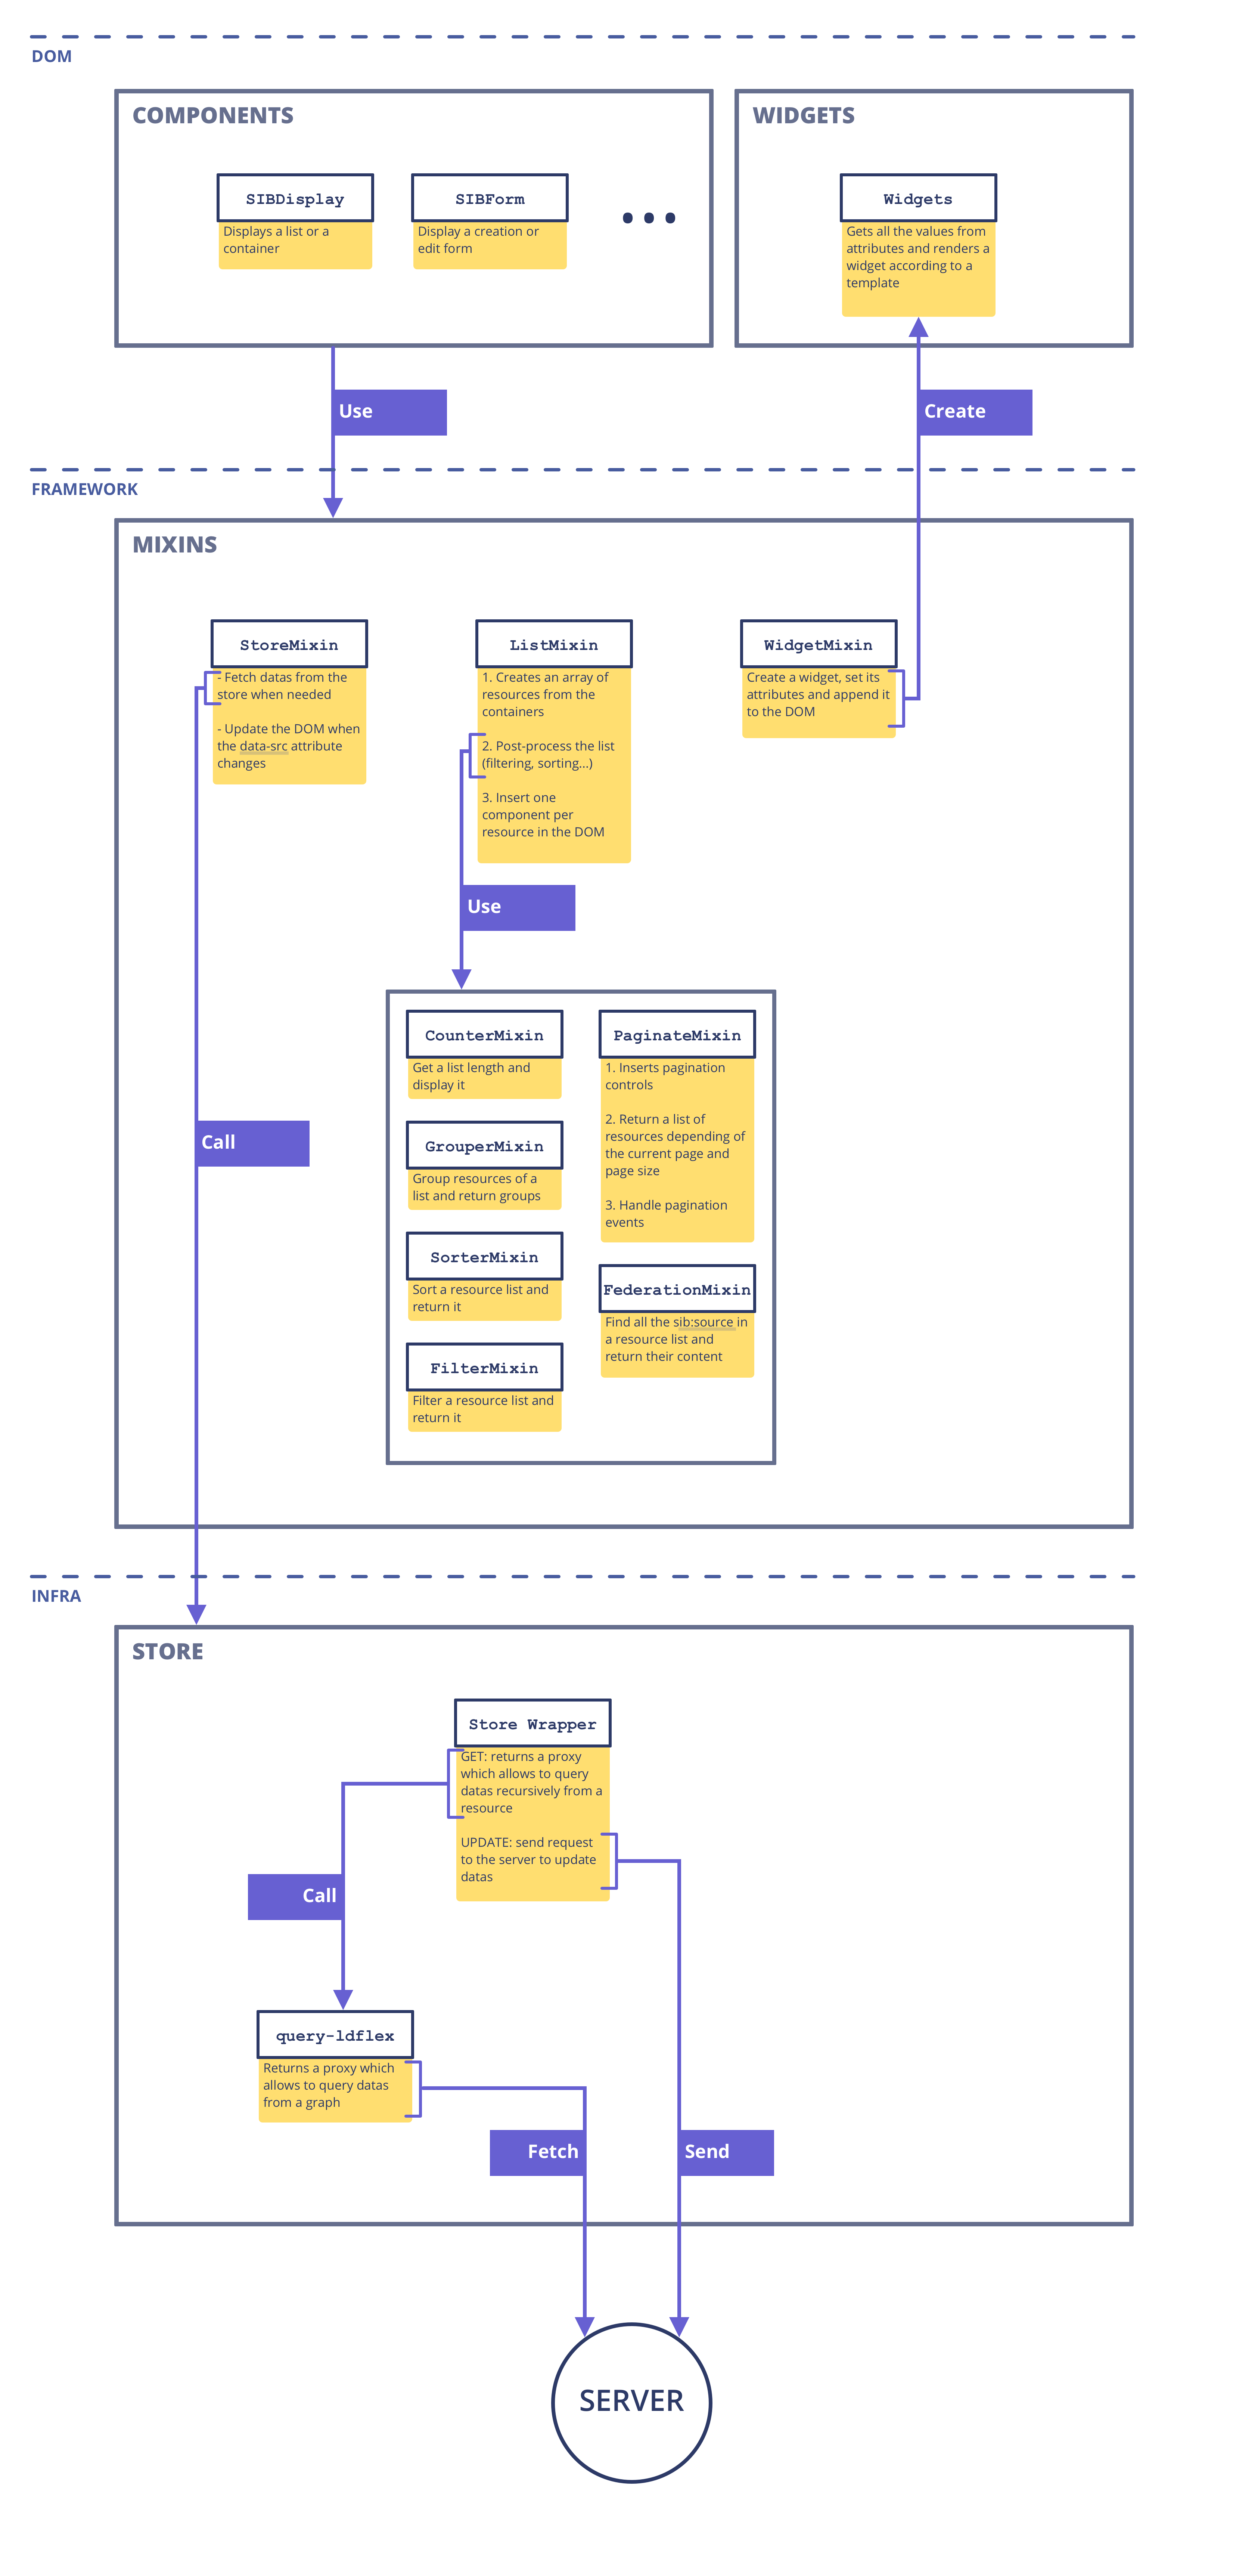 DOM
COMPONENTS
SIBDisplay
Displays a list or a
container
SIBForm
Display a creation or
edit form
...
WIDGETS
Widgets
Gets all the values from
attributes and renders a
widget according to a
template
Use
Create
FRAMEWORK
MIXINS
StoreMixin
- Fetch datas from the
store when needed
- Update the DOM when
the data-src attribute
changes
ListMixin
1. Creates an array of
resources from the
containers
2. Post-process the list
(filtering, sorting...)
3. Insert one
component per
resource in the DOM
WidgetMixin
Create a widget, set its
attributes and append it
to the DOM
Use
Call
CounterMixin
Get a list length and
display it
GrouperMixin
Group resources of a
list and return groups
SorterMixin
Sort a resource list and
return it
FilterMixin
Filter a resource list and
return it
PaginateMixin
1. Inserts pagination
controls
2. Return a list of
resources depending of
the current page and
page size
3. Handle pagination
events
FederationMixin
Find all the sib:source in
a resource list and
return their content
INFRA
STORE
Store Wrapper
GET: returns a proxy
which allows to query
datas recursively from a
resource
UPDATE: send request
to the server to update
datas
Call
query-ldflex
Returns a proxy which
allows to query datas
from a graph
Fetch
Send
SERVER